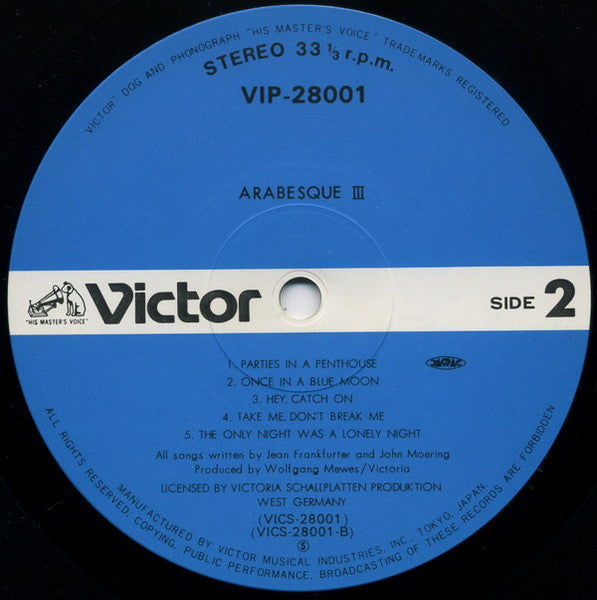 VICTOR" DOG AND PHONOGRAPH "HIS MASTER'S VOICE" TRADEMARKS REGISTERED
STEREO 33 1/3 r.p.m.
VIP-28001
ARABESQUE III
"HIS MASTER'S VOICE"
Victor
SIDE 2
1. PARTIES IN A PENTHOUSE
2. ONCE IN A BLUE MOON
3. HEY, CATCH ON
4. TAKE ME, DON'T BREAK ME
5. THE ONLY NIGHT WAS A LONELY NIGHT
JASRAC
All songs written by Jean Frankfurter and John Moering
Produced by Wolfgang Mewes/Victoria
LICENSED BY VICTORIA SCHALLPLATTEN PRODUKTION
WEST GERMANY
(VICS-28001)
(VICS-28001-B)
S
MANUFACTURED BY VICTOR MUSICAL INDUSTRIES, INC., TOKYO, JAPAN
ALL RIGHTS RESERVED. COPYING, PUBLIC PERFORMANCE, BROADCASTING OF THESE RECORDS ARE FORBIDDEN